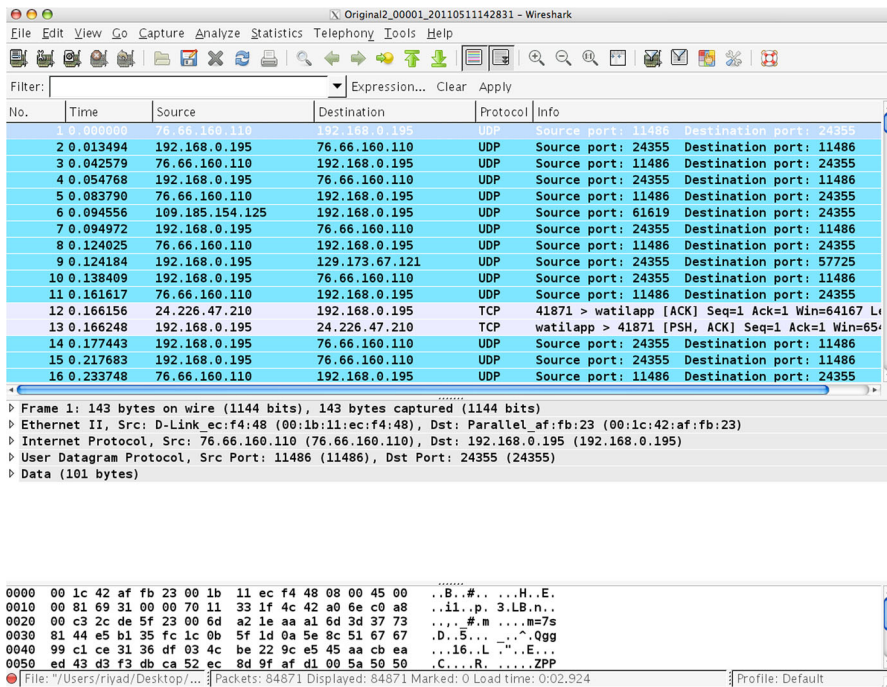 Original2_00001_20110511142831 - Wireshark
File Edit View Go Capture Analyze Statistics Telephony Tools Help
Filter: Expression... Clear Apply
No. Time Source Destination Protocol Info
1 0.000000 76.66.160.110 192.168.0.195 UDP Source port: 11486 Destination port: 24355
2 0.013494 192.168.0.195 76.66.160.110 UDP Source port: 24355 Destination port: 11486
3 0.042579 76.66.160.110 192.168.0.195 UDP Source port: 11486 Destination port: 24355
4 0.054768 192.168.0.195 76.66.160.110 UDP Source port: 24355 Destination port: 11486
5 0.083790 76.66.160.110 192.168.0.195 UDP Source port: 11486 Destination port: 24355
6 0.094556 109.185.154.125 192.168.0.195 UDP Source port: 61619 Destination port: 24355
7 0.094972 192.168.0.195 76.66.160.110 UDP Source port: 24355 Destination port: 11486
8 0.124025 76.66.160.110 192.168.0.195 UDP Source port: 11486 Destination port: 24355
9 0.124184 192.168.0.195 129.173.67.121 UDP Source port: 24355 Destination port: 57725
10 0.138409 192.168.0.195 76.66.160.110 UDP Source port: 24355 Destination port: 11486
11 0.161617 76.66.160.110 192.168.0.195 UDP Source port: 11486 Destination port: 24355
12 0.166156 24.226.47.210 192.168.0.195 TCP 41871 > watilapp [ACK] Seq=1 Ack=1 Win=64167 Le
13 0.166248 192.168.0.195 24.226.47.210 TCP watilapp > 41871 [PSH, ACK] Seq=1 Ack=1 Win=654
14 0.177443 192.168.0.195 76.66.160.110 UDP Source port: 24355 Destination port: 11486
15 0.217683 192.168.0.195 76.66.160.110 UDP Source port: 24355 Destination port: 11486
16 0.233748 76.66.160.110 192.168.0.195 UDP Source port: 11486 Destination port: 24355
Frame 1: 143 bytes on wire (1144 bits), 143 bytes captured (1144 bits)
Ethernet II, Src: D-Link_ec:f4:48 (00:1b:11:ec:f4:48), Dst: Parallel_af:fb:23 (00:1c:42:af:fb:23)
Internet Protocol, Src: 76.66.160.110 (76.66.160.110), Dst: 192.168.0.195 (192.168.0.195)
User Datagram Protocol, Src Port: 11486 (11486), Dst Port: 24355 (24355)
Data (101 bytes)
0000 00 1c 42 af fb 23 00 1b 11 ec f4 48 08 00 45 00 ..B..#.. ...H..E.
0010 00 81 69 31 00 00 70 11 33 1f 4c 42 a0 6e c0 a8 ..i1..p. 3.LB.n..
0020 00 c3 2c de 5f 23 00 6d a2 1e aa a1 6d 3d 37 73 ..,._#.m ....m=7s
0030 81 44 e5 b1 35 fc 1c 0b 5f 1d 0a 5e 8c 51 67 67 .D..5... _..^.Qgg
0040 99 c1 ce 31 36 df 03 4c be 22 9c e5 45 aa cb ea ...16..L ."..E...
0050 ed 43 d3 f3 db ca 52 ec 8d 9f af d1 00 5a 50 50 .C....R. .....ZPP
File: "/Users/riyad/Desktop/... Packets: 84871 Displayed: 84871 Marked: 0 Load time: 0:02.924 Profile: Default